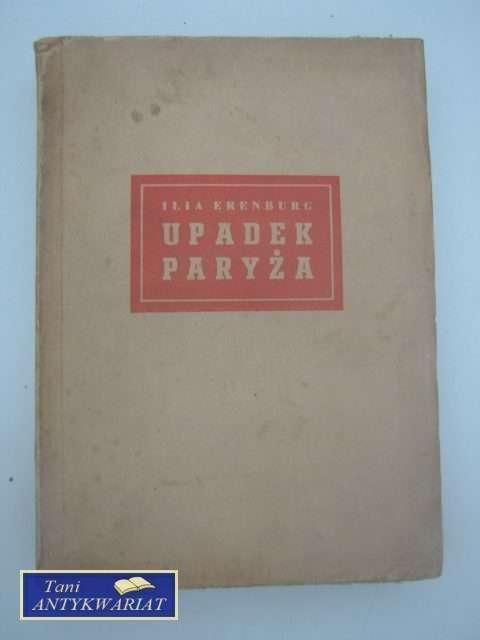 ILIA ERENBURG
UPADEK
PARYŻA
Tani
ANTYKWARIAT